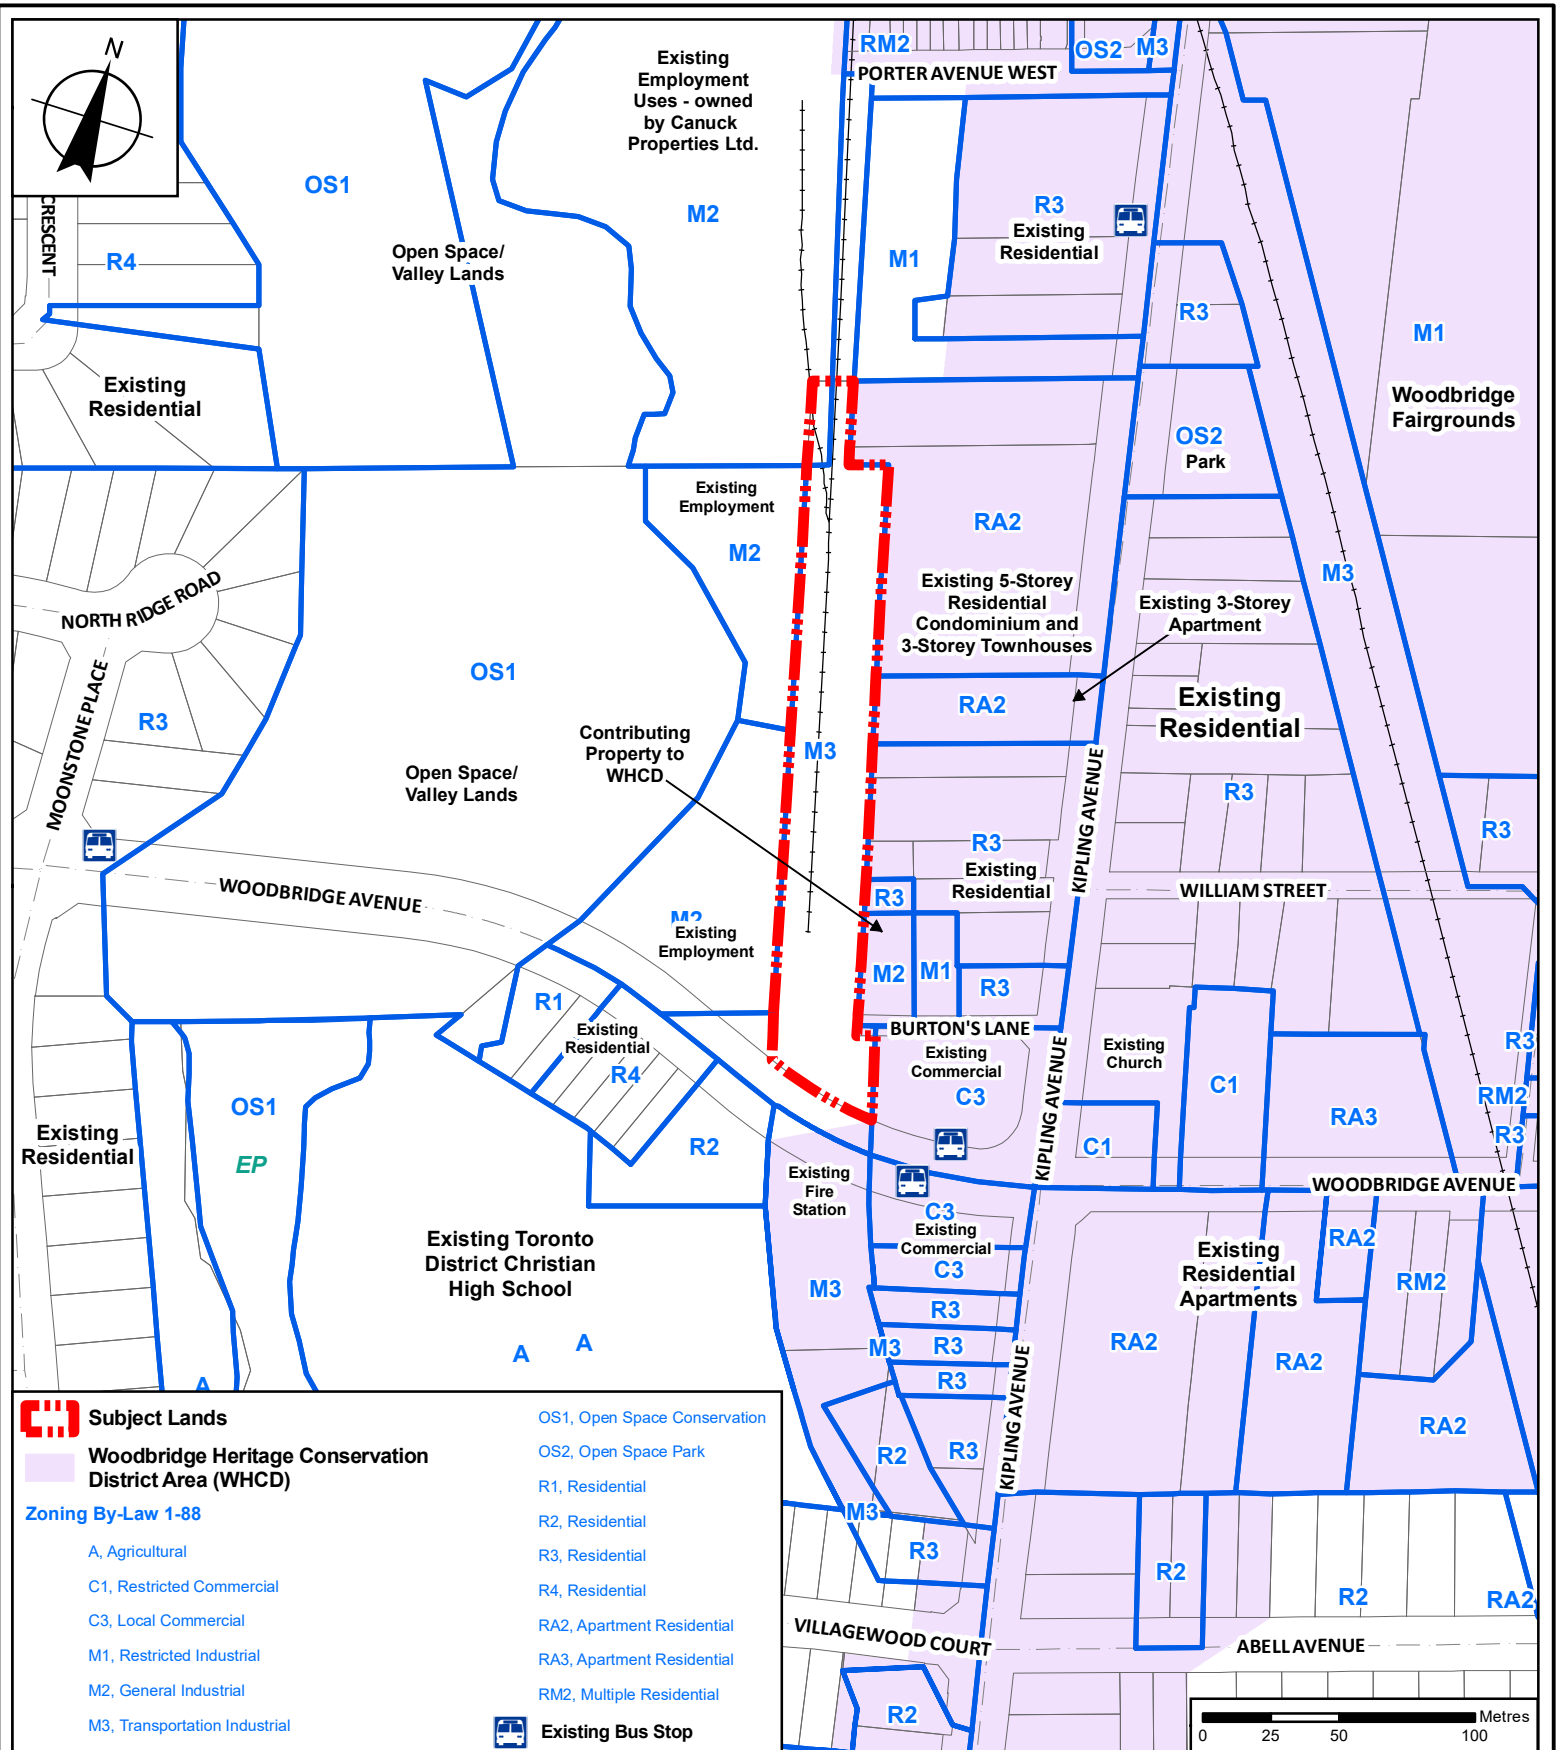 N
Existing
Employment
Uses - owned
by Canuck
Properties Ltd.
RM2
OS2
M3
PORTER AVENUE WEST
CRESCENT
R4
OS1
Open Space/
Valley Lands
M2
M1
R3
Existing
Residential
R3
M1
Woodbridge
Fairgrounds
Existing
Residential
OS2
Park
Existing
Employment
M2
RA2
M3
NORTH RIDGE ROAD
Existing 5-Storey
Residential
Condominium and
3-Storey Townhouses
Existing 3-Storey
Apartment
MOONSTONE PLACE
R3
OS1
Open Space/
Valley Lands
Contributing
Property to
WHCD
M3
RA2
Existing
Residential
KIPLING AVENUE
R3
R3
R3
Existing
Residential
WOODBRIDGE AVENUE
M2
Existing
Employment
R3
WILLIAM STREET
M2
M1
R3
R1
Existing
Residential
R4
BURTON'S LANE
Existing
Commercial
C3
KIPLING AVENUE
Existing
Church
C1
R3
RM2
R3
RA3
C1
OS1
EP
Existing
Residential
R2
Existing
Fire
Station
WOODBRIDGE AVENUE
C3
Existing
Commercial
C3
Existing Toronto
District Christian
High School
M3
R3
R3
M3
R3
Existing
Residential
Apartments
RA2
RM2
RA2
RA2
A
A
A
KIPLING AVENUE
RA2
R2
R3
M3
R3
R2
R2
RA2
VILLAGEWOOD COURT
ABELL AVENUE
R2
Subject Lands
Woodbridge Heritage Conservation
District Area (WHCD)
Zoning By-Law 1-88
A, Agricultural
C1, Restricted Commercial
C3, Local Commercial
M1, Restricted Industrial
M2, General Industrial
M3, Transportation Industrial
OS1, Open Space Conservation
OS2, Open Space Park
R1, Residential
R2, Residential
R3, Residential
R4, Residential
RA2, Apartment Residential
RA3, Apartment Residential
RM2, Multiple Residential
Existing Bus Stop
Metres
0 25 50 100